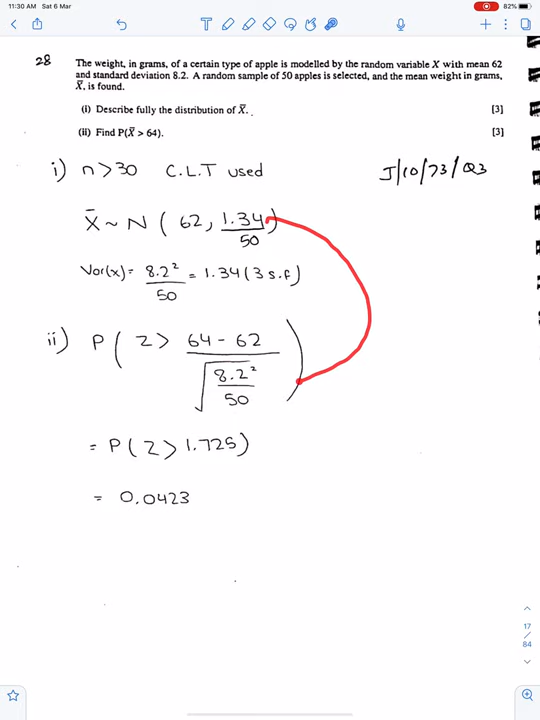 11:30 AM Sat 6 Mar
82%
28
The weight, in grams, of a certain type of apple is modelled by the random variable X with mean 62
and standard deviation 8.2. A random sample of 50 apples is selected, and the mean weight in grams,
X̄, is found.
(i) Describe fully the distribution of X̄. [3]
(ii) Find P(X̄ > 64). [3]
i) n>30 C.L.T used
J/10/73/Q3
X̄ ~ N ( 62, 1.34/50 )
Var(x) = 8.2²/50 = 1.34 (3 s.f)
ii) P ( Z > (64 - 62)/√(8.2²/50) )
= P ( Z > 1.725)
= 0.0423
17
/
84